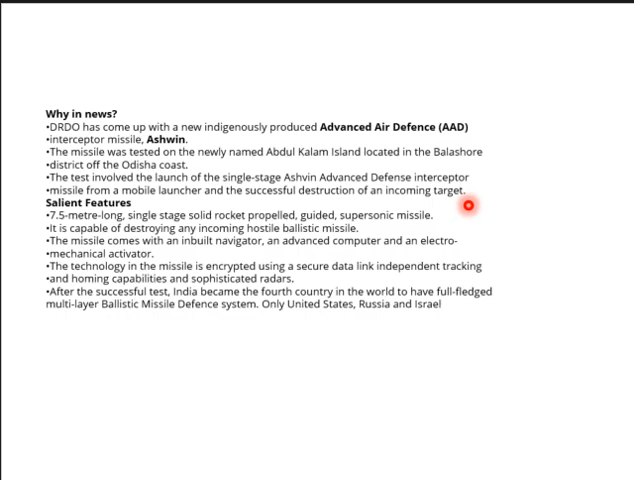 Why in news?
•DRDO has come up with a new indigenously produced Advanced Air Defence (AAD)
•interceptor missile, Ashwin.
•The missile was tested on the newly named Abdul Kalam Island located in the Balashore
•district off the Odisha coast.
•The test involved the launch of the single-stage Ashvin Advanced Defense interceptor
•missile from a mobile launcher and the successful destruction of an incoming target.
Salient Features
•7.5-metre-long, single stage solid rocket propelled, guided, supersonic missile.
•It is capable of destroying any incoming hostile ballistic missile.
•The missile comes with an inbuilt navigator, an advanced computer and an electro-
•mechanical activator.
•The technology in the missile is encrypted using a secure data link independent tracking
•and homing capabilities and sophisticated radars.
•After the successful test, India became the fourth country in the world to have full-fledged
multi-layer Ballistic Missile Defence system. Only United States, Russia and Israel